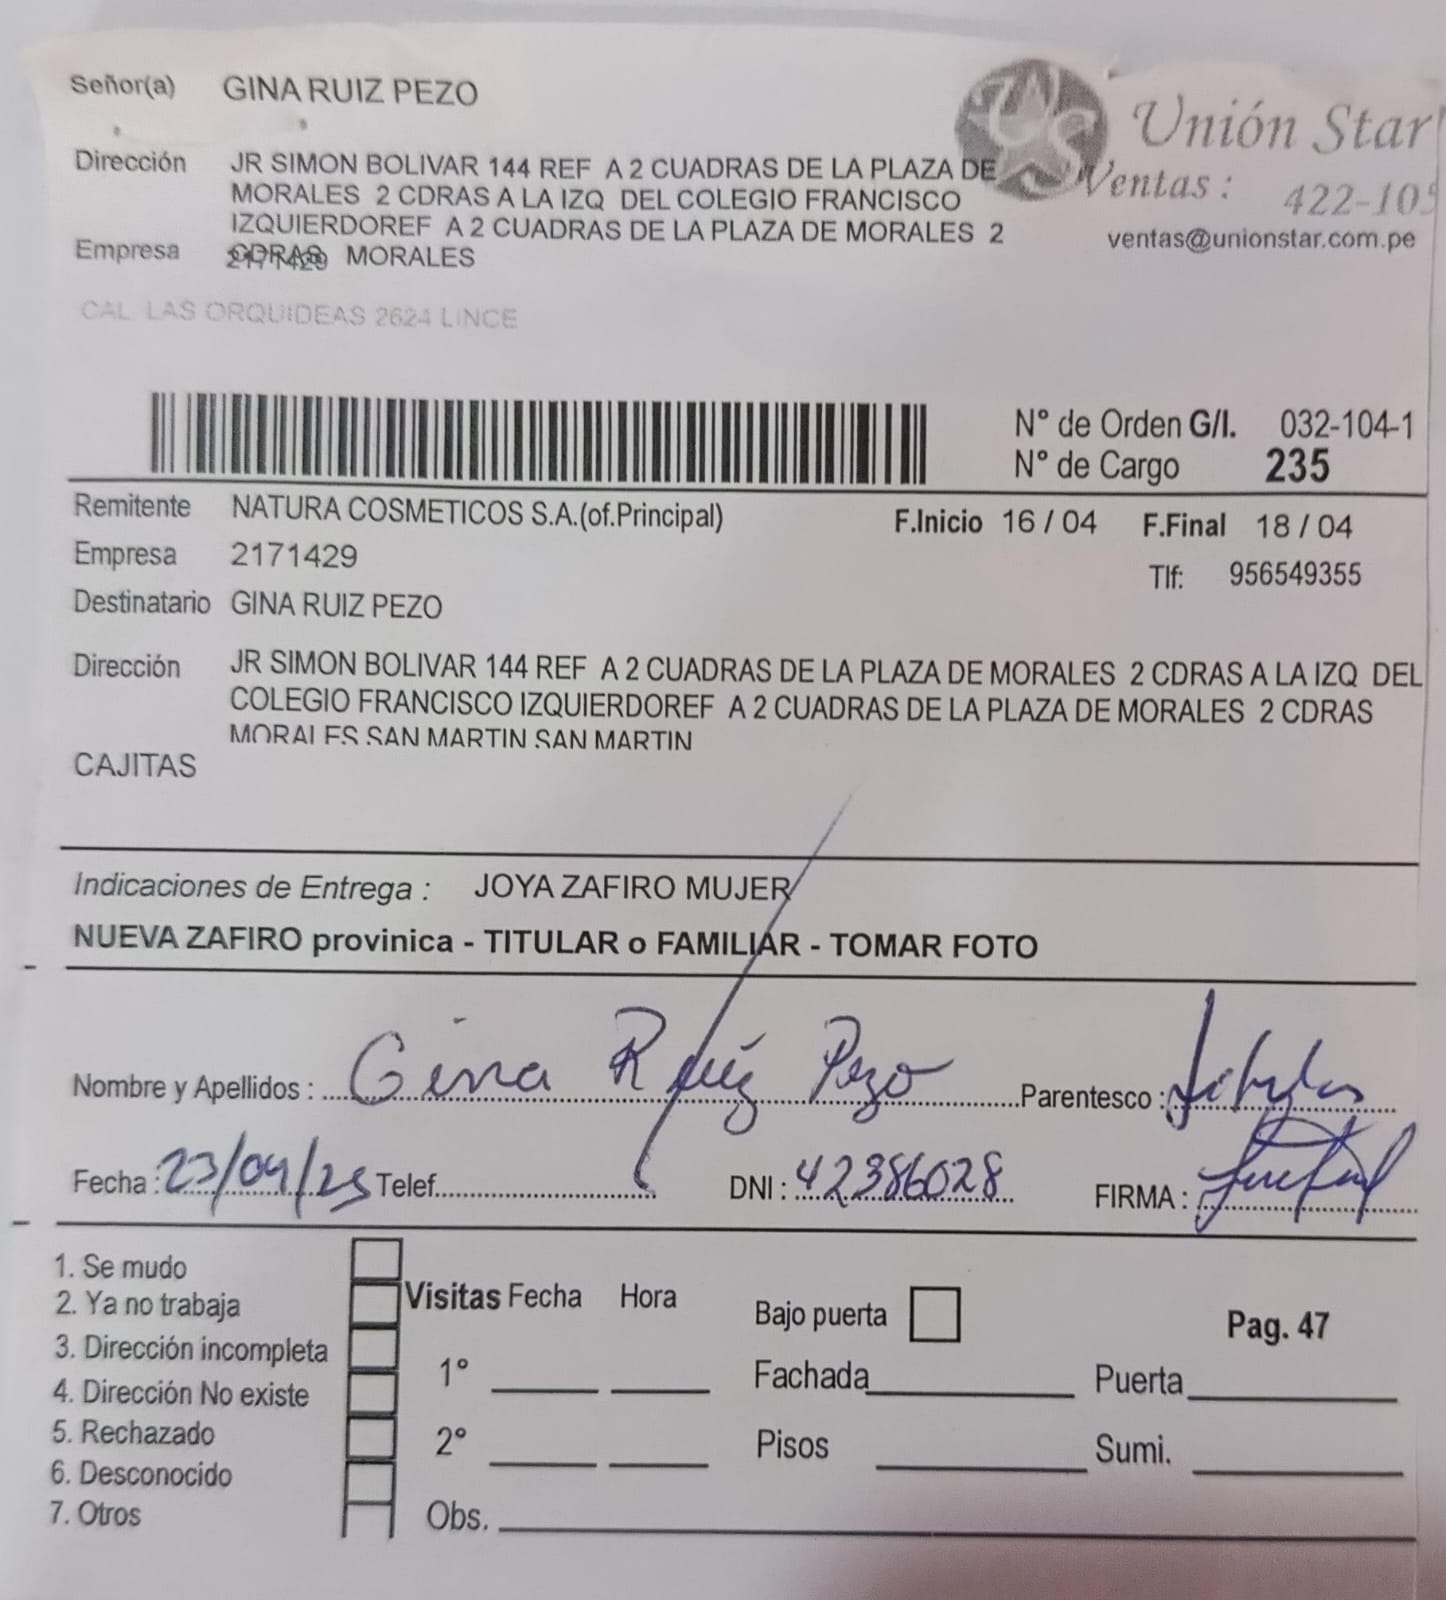 Señor(a) GINA RUIZ PEZO
Unión Star
Dirección JR SIMON BOLIVAR 144 REF A 2 CUADRAS DE LA PLAZA DE
Ventas: 422-105
MORALES 2 CDRAS A LA IZQ DEL COLEGIO FRANCISCO
IZQUIERDOREF A 2 CUADRAS DE LA PLAZA DE MORALES 2
ventas@unionstar.com.pe
Empresa CDRAS MORALES
2171429
CAL LAS ORQUIDEAS 2624 LINCE
N° de Orden G/I. 032-104-1
N° de Cargo 235
Remitente NATURA COSMETICOS S.A.(of.Principal) F.Inicio 16 / 04 F.Final 18 / 04
Empresa 2171429
Tlf: 956549355
Destinatario GINA RUIZ PEZO
Dirección JR SIMON BOLIVAR 144 REF A 2 CUADRAS DE LA PLAZA DE MORALES 2 CDRAS A LA IZQ DEL
COLEGIO FRANCISCO IZQUIERDOREF A 2 CUADRAS DE LA PLAZA DE MORALES 2 CDRAS
MORALES SAN MARTIN SAN MARTIN
CAJITAS
Indicaciones de Entrega : JOYA ZAFIRO MUJER
NUEVA ZAFIRO provinica - TITULAR o FAMILIAR - TOMAR FOTO
Nombre y Apellidos : Gina Ruíz Pezo Parentesco :
Fecha : 23/04/25 Telef. DNI : 42386028 FIRMA :
1. Se mudo
2. Ya no trabaja
Visitas Fecha Hora
Bajo puerta
Pag. 47
3. Dirección incompleta
1°
Fachada Puerta
4. Dirección No existe
5. Rechazado
2°
Pisos Sumi.
6. Desconocido
7. Otros
Obs.